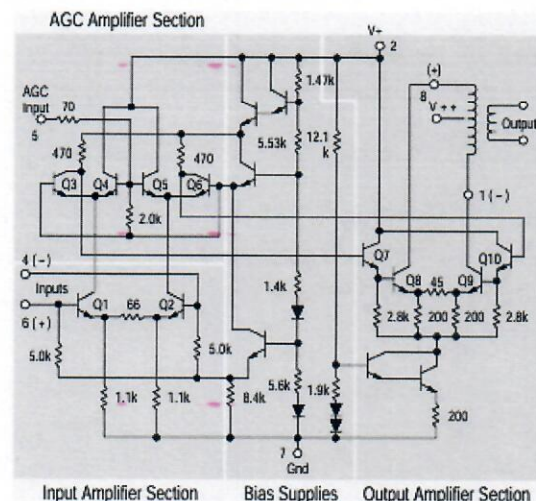 AGC Amplifier Section
V+
2
1.47k
(+)
8
V ++
Output
AGC
Input
5
70
5.53k
12.1
k
470
470
Q3
Q4
Q5
Q6
2.0k
1 (−)
Q7
Q10
4 (−)
Q8
45
Q9
Inputs
Q1
66
Q2
1.4k
2.8k
200
200
2.8k
6 (+)
5.0k
5.0k
1.1k
1.1k
8.4k
5.6k
1.9k
200
7
Gnd
Input Amplifier Section
Bias Supplies
Output Amplifier Section